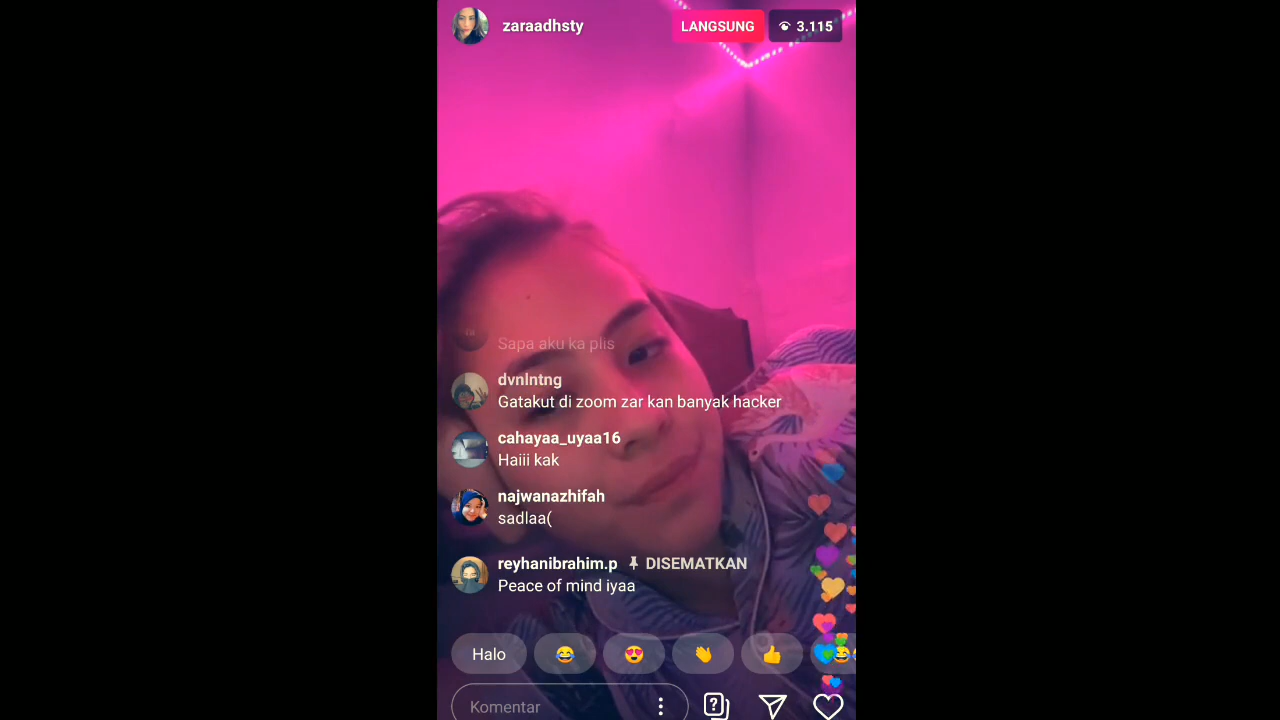 zaraadhsty LANGSUNG 3.115
Sapa aku ka plis
dvnlntng
Gatakut di zoom zar kan banyak hacker
cahayaa_uyaa16
Haiii kak
najwanazhifah
sadlaa(
reyhanibrahim.p DISEMATKAN
Peace of mind iyaa
Halo
Komentar